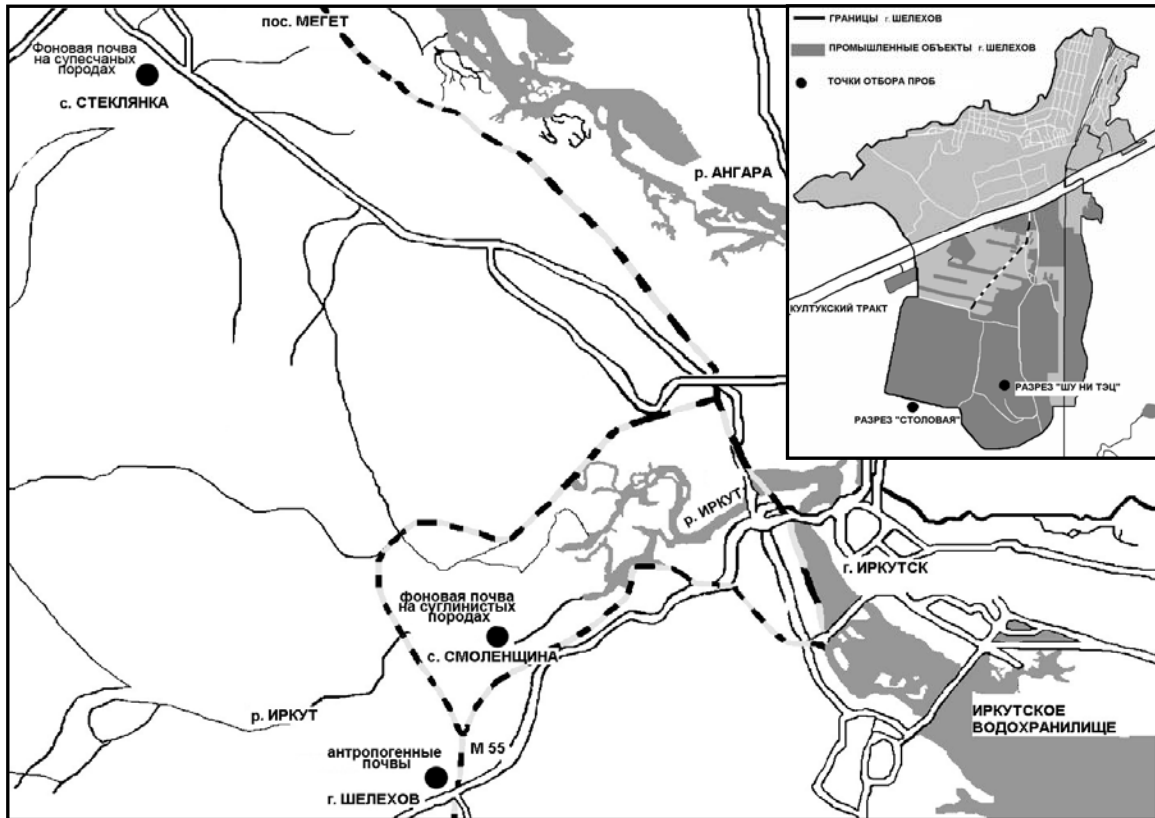 пос. МЕГЕТ
Фоновая почва
на супесчаных
породах
с. СТЕКЛЯНКА
р. АНГАРА
ГРАНИЦЫ г. ШЕЛЕХОВ
ПРОМЫШЛЕННЫЕ ОБЪЕКТЫ г. ШЕЛЕХОВ
ТОЧКИ ОТБОРА ПРОБ
КУЛТУКСКИЙ ТРАКТ
РАЗРЕЗ "ШУ НИ ТЭЦ"
РАЗРЕЗ "СТОЛОВАЯ"
р. ИРКУТ
г. ИРКУТСК
фоновая почва
на суглинистых
породах
с. СМОЛЕНЩИНА
р. ИРКУТ
ИРКУТСКОЕ
ВОДОХРАНИЛИЩЕ
М 55
антропогенные
почвы
г. ШЕЛЕХОВ